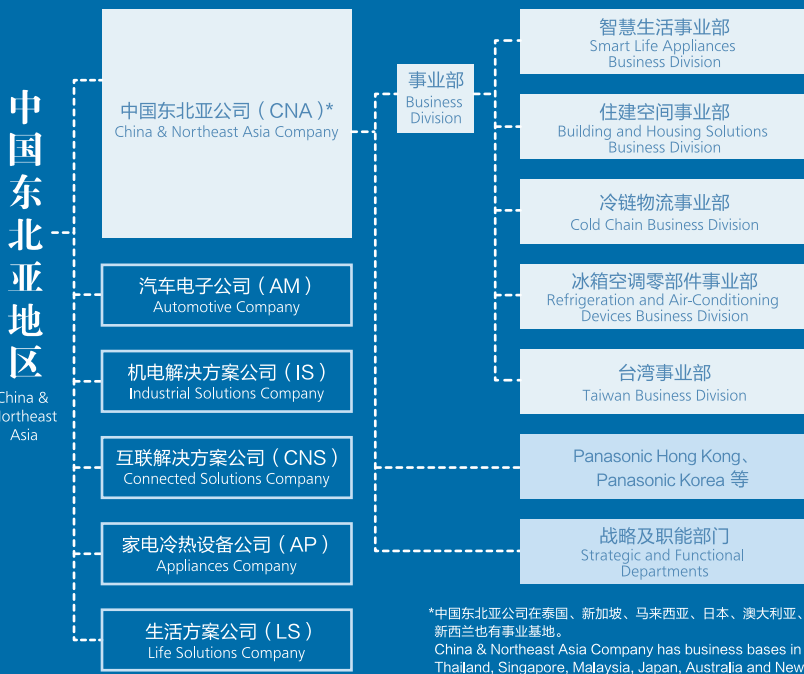 中国东北亚地区
China &
Northeast
Asia
中国东北亚公司（CNA）*
China & Northeast Asia Company
汽车电子公司（AM）
Automotive Company
机电解决方案公司（IS）
Industrial Solutions Company
互联解决方案公司（CNS）
Connected Solutions Company
家电冷热设备公司（AP）
Appliances Company
生活方案公司（LS）
Life Solutions Company
事业部
Business
Division
智慧生活事业部
Smart Life Appliances
Business Division
住建空间事业部
Building and Housing Solutions
Business Division
冷链物流事业部
Cold Chain Business Division
冰箱空调零部件事业部
Refrigeration and Air-Conditioning
Devices Business Division
台湾事业部
Taiwan Business Division
Panasonic Hong Kong、
Panasonic Korea 等
战略及职能部门
Strategic and Functional
Departments
*中国东北亚公司在泰国、新加坡、马来西亚、日本、澳大利亚、
新西兰也有事业基地。
China & Northeast Asia Company has business bases in
Thailand, Singapore, Malaysia, Japan, Australia and New